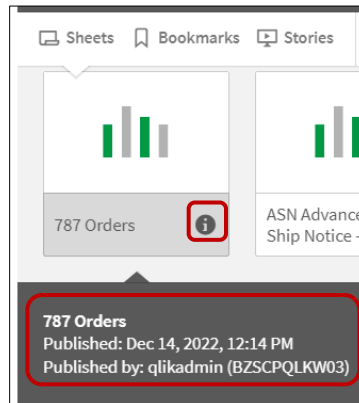 Sheets Bookmarks Stories
787 Orders
ASN Advance
Ship Notice -
787 Orders
Published: Dec 14, 2022, 12:14 PM
Published by: qlikadmin (BZSCPQLKW03)